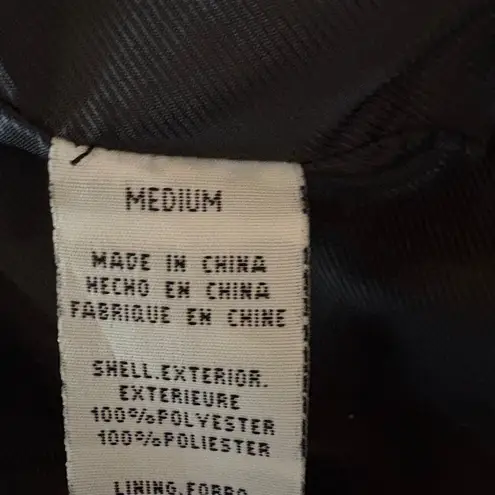 MEDIUM
MADE IN CHINA
HECHO EN CHINA
FABRIQUE EN CHINE
SHELL.EXTERIOR.
EXTERIEURE
100%POLYESTER
100%POLIESTER
LINING.FORRO